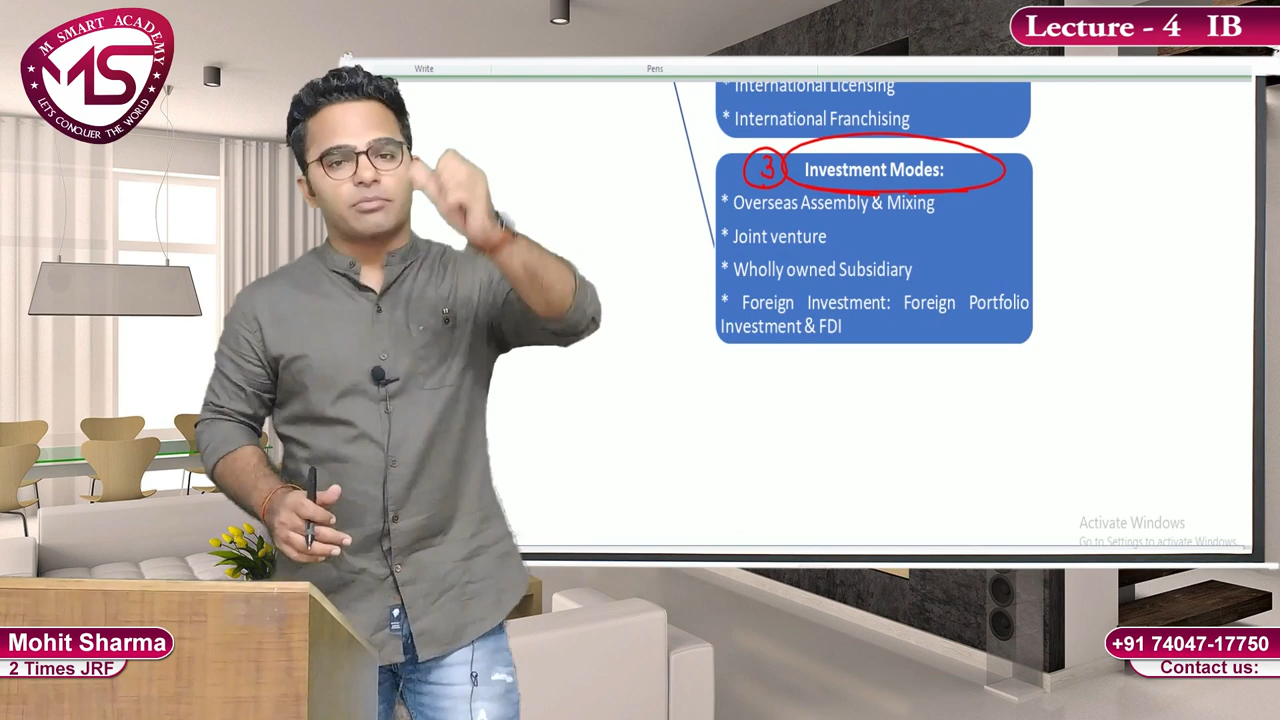 M SMART ACADEMY
MS
LET'S CONQUER THE WORLD
Lecture - 4 IB
Write
Pens
* International Licensing
* International Franchising
3
Investment Modes:
* Overseas Assembly & Mixing
* Joint venture
* Wholly owned Subsidiary
* Foreign Investment: Foreign Portfolio
Investment & FDI
Activate Windows
Go to Settings to activate Windows.
Mohit Sharma
2 Times JRF
+91 74047-17750
Contact us: